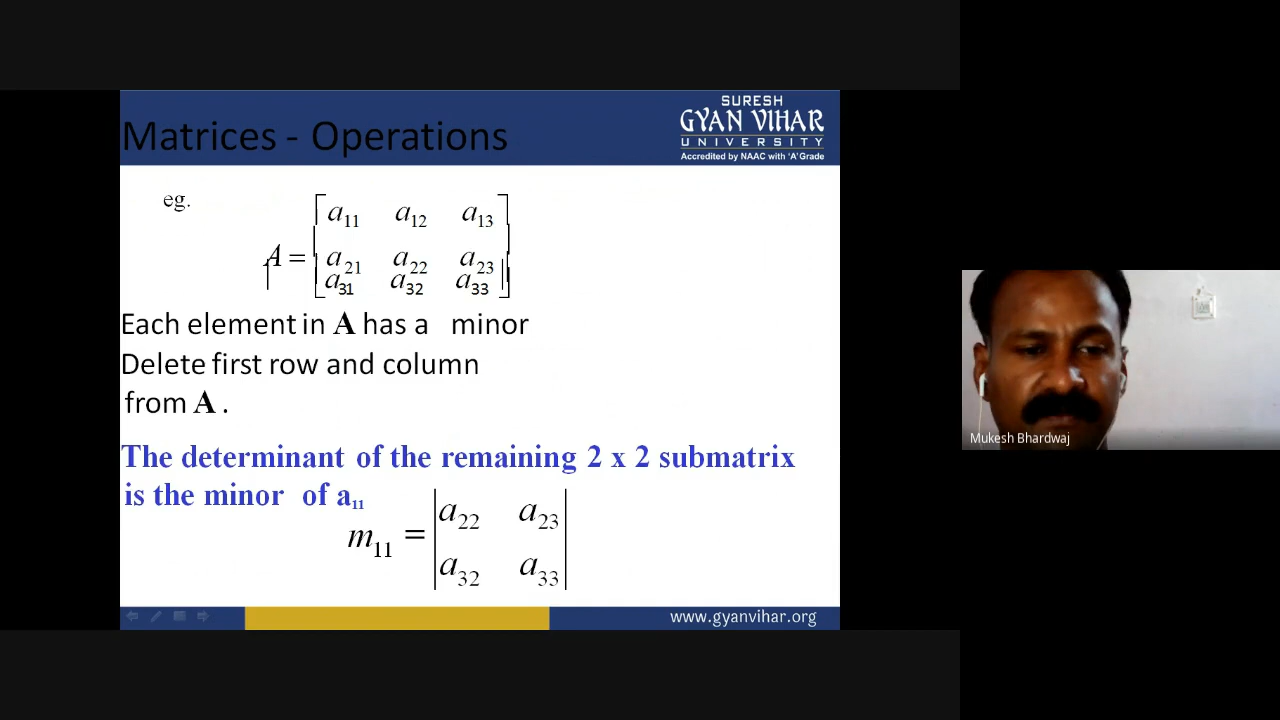 Matrices - Operations
SURESH
GYAN VIHAR
UNIVERSITY
Accredited by NAAC with 'A' Grade
eg.
a11 a12 a13
A = a21 a22 a23
a31 a32 a33
Each element in A has a minor
Delete first row and column
from A .
The determinant of the remaining 2 x 2 submatrix
is the minor of a11
m11 = a22 a23
a32 a33
www.gyanvihar.org
Mukesh Bhardwaj